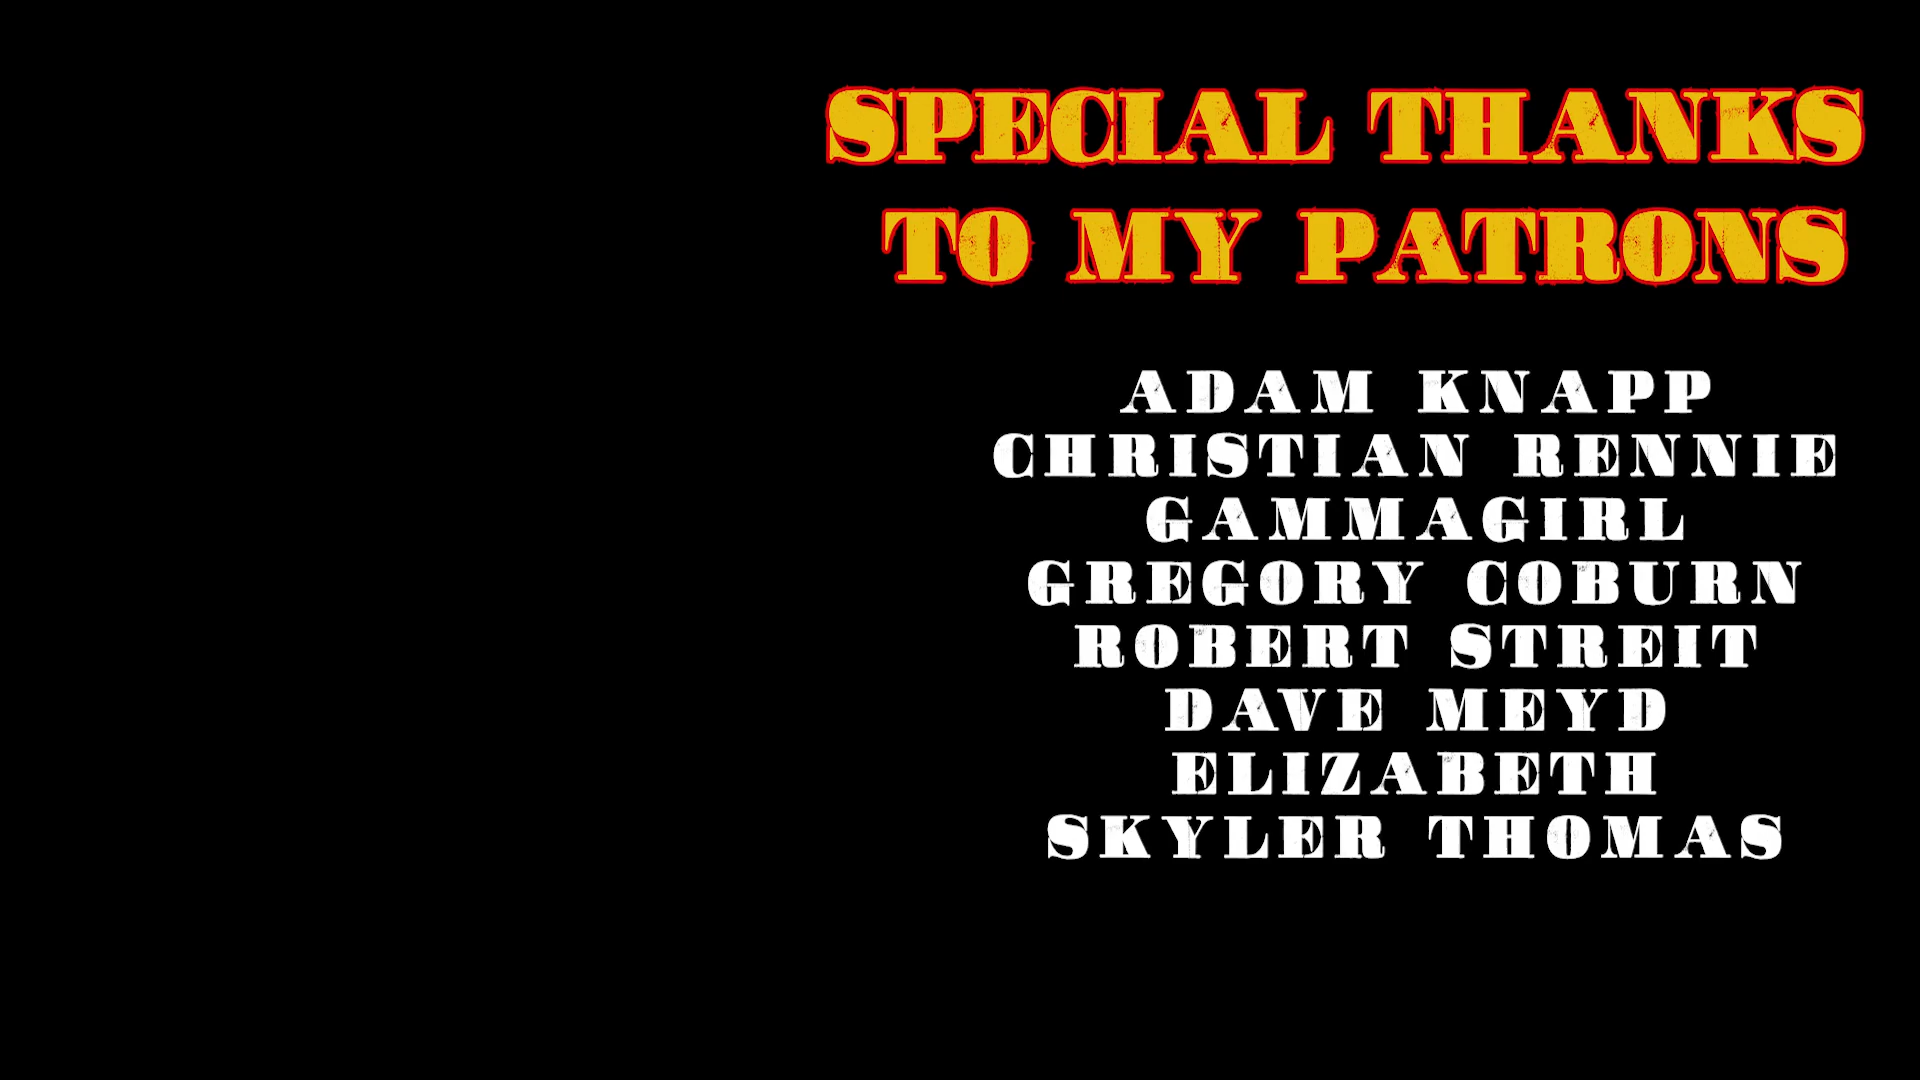 SPECIAL THANKS
TO MY PATRONS
ADAM KNAPP
CHRISTIAN RENNIE
GAMMAGIRL
GREGORY COBURN
ROBERT STREIT
DAVE MEYD
ELIZABETH
SKYLER THOMAS